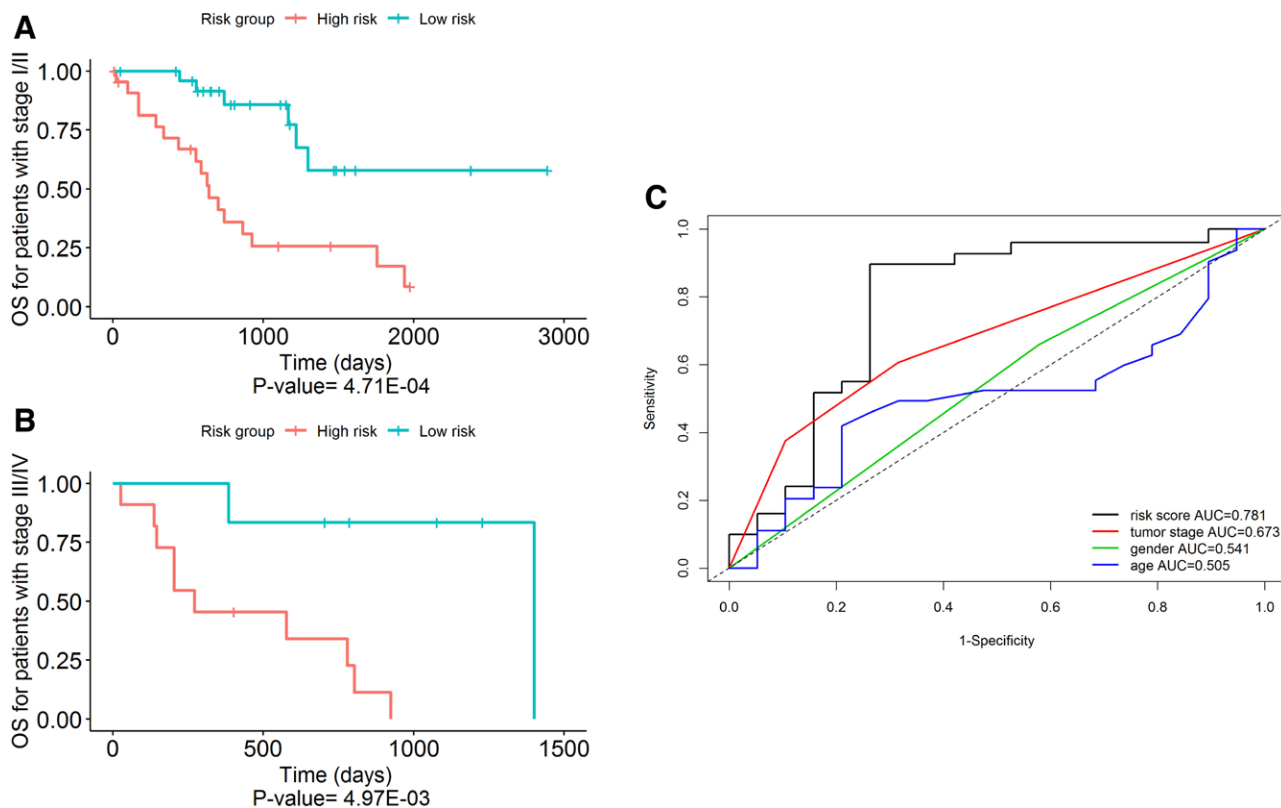 A
Risk group High risk Low risk
OS for patients with stage I/II
1.00
0.75
0.50
0.25
0.00
0 1000 2000 3000
Time (days)
P-value= 4.71E-04
B
Risk group High risk Low risk
OS for patients with stage III/IV
1.00
0.75
0.50
0.25
0.00
0 500 1000 1500
Time (days)
P-value= 4.97E-03
C
Sensitivity
1.0
0.8
0.6
0.4
0.2
0.0
risk score AUC=0.781
tumor stage AUC=0.673
gender AUC=0.541
age AUC=0.505
0.0 0.2 0.4 0.6 0.8 1.0
1-Specificity